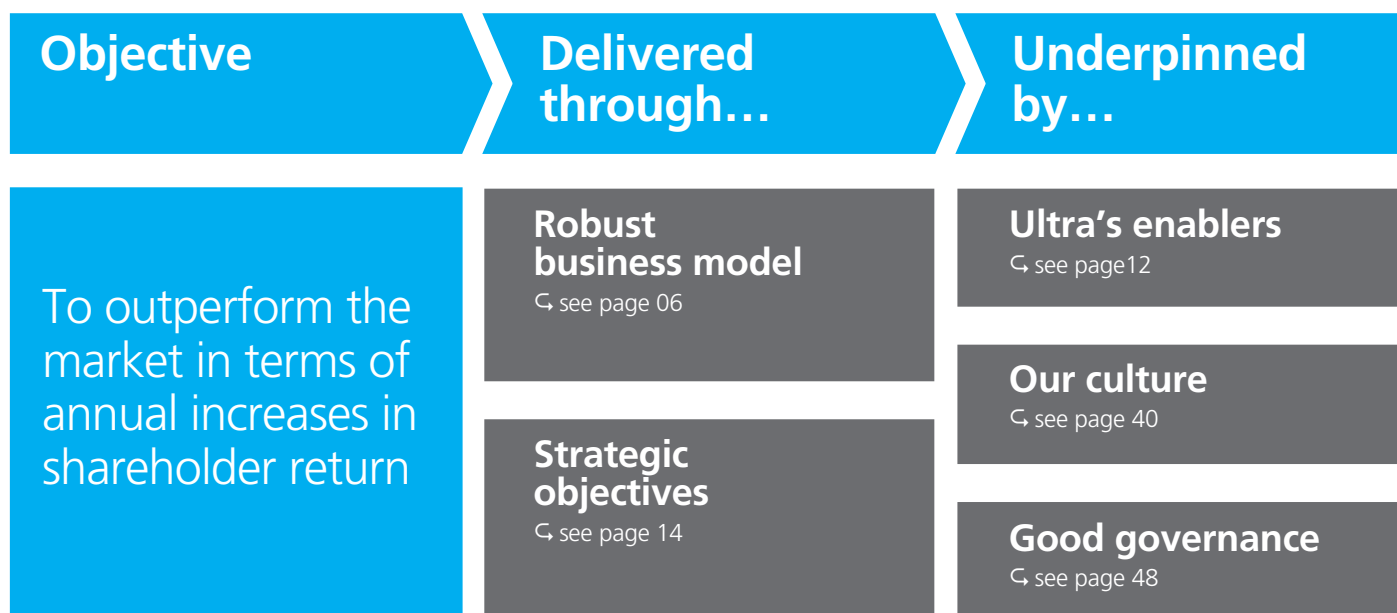 Objective
Delivered
through…
Underpinned
by…
To outperform the
market in terms of
annual increases in
shareholder return
Robust
business model
↪ see page 06
Strategic
objectives
↪ see page 14
Ultra’s enablers
↪ see page12
Our culture
↪ see page 40
Good governance
↪ see page 48